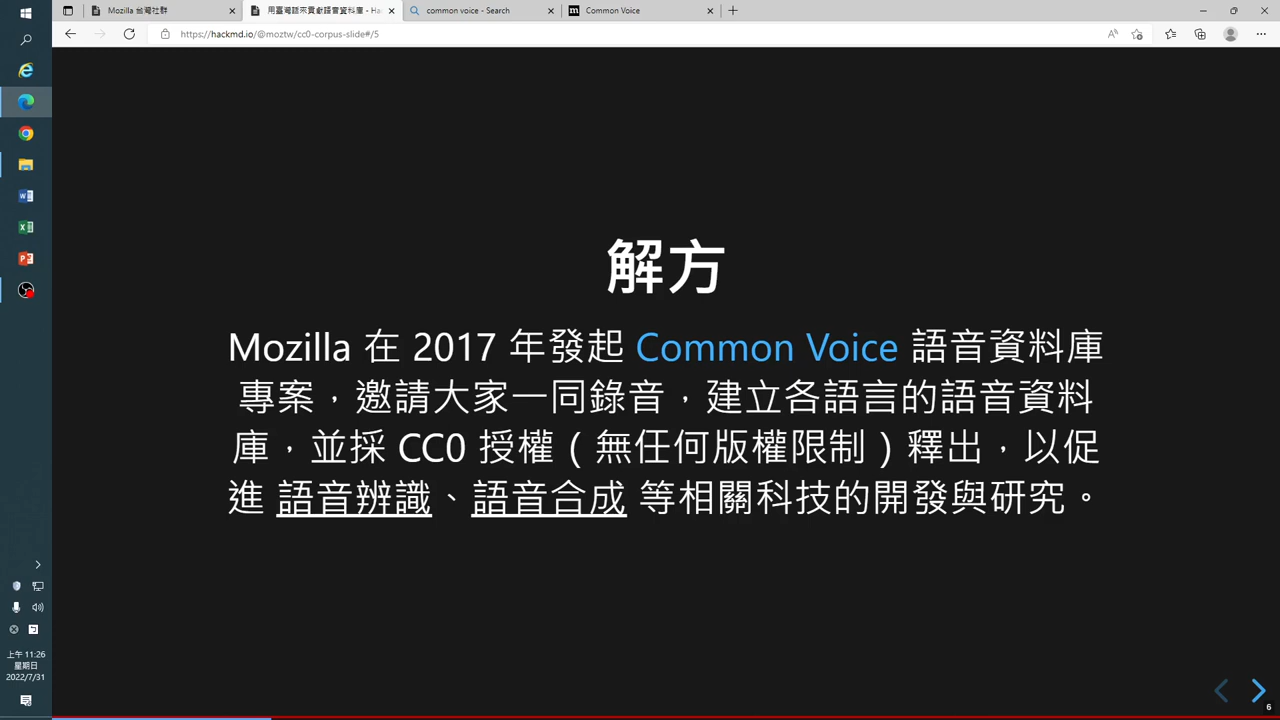 Mozilla 台灣社群
用臺灣話來貢獻語音資料庫 - Ha
common voice - Search
Common Voice
https://hackmd.io/@moztw/cc0-corpus-slide#/5
解方
Mozilla 在 2017 年發起 Common Voice 語音資料庫
專案，邀請大家一同錄音，建立各語言的語音資料
庫，並採 CC0 授權（無任何版權限制）釋出，以促
進 語音辨識、語音合成 等相關科技的開發與研究。
上午 11:26
星期日
2022/7/31
6